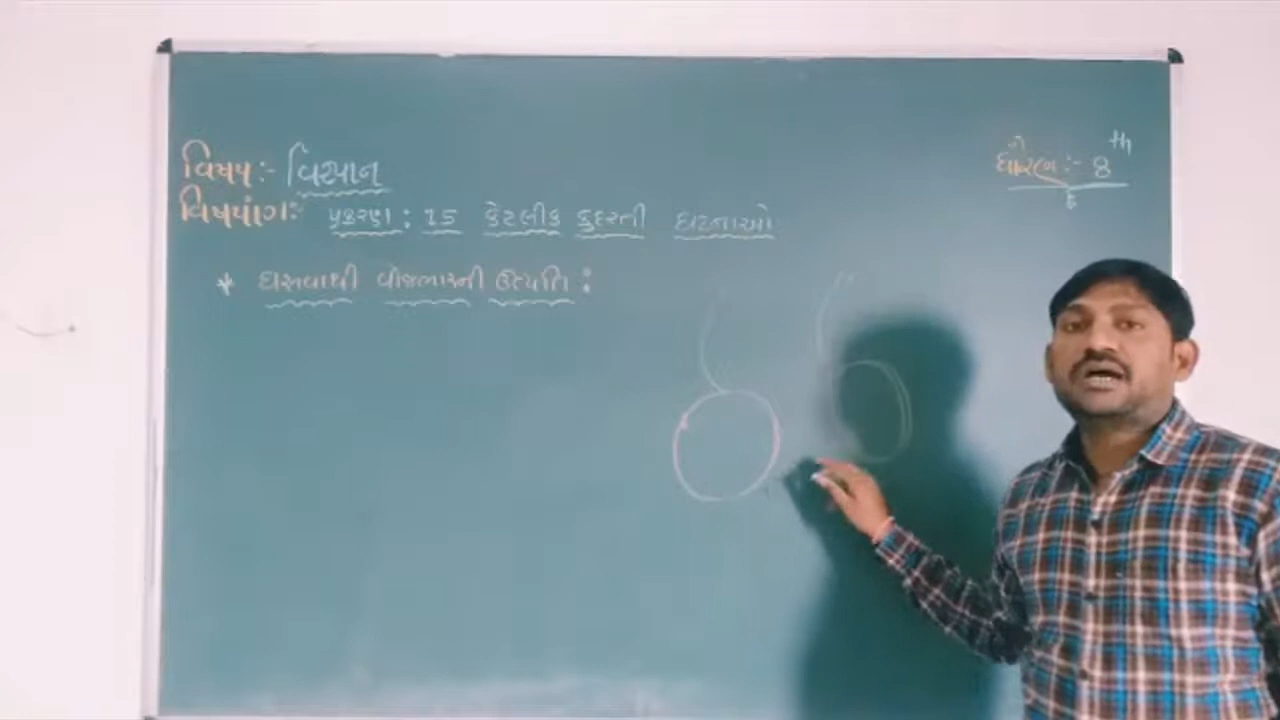 વિષય:- વિજ્ઞાન
ધોરણ:- 8th
વિષયાંગ: પ્રકરણ : 15 કેટલીક કુદરતી ઘટનાઓ
* ઘસવાથી વીજભારની ઉત્પતિ :